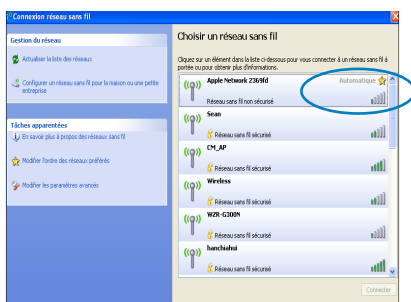 Connexion réseau sans fil
Gestion du réseau
Actualiser la liste des réseaux
Configurer un réseau sans fil pour la maison ou une petite
entreprise
Tâches apparentées
En savoir plus à propos des réseaux sans fil
Modifier l'ordre des réseaux préférés
Modifier les paramètres avancés
Choisir un réseau sans fil
Cliquez sur un élément dans la liste ci-dessous pour vous connecter à un réseau sans fil à
portée ou pour obtenir plus d'informations.
Apple Network 2369fd
Automatique
Réseau sans fil non sécurisé
Sean
Réseau sans fil sécurisé
CM_AP
Réseau sans fil sécurisé
Wireless
Réseau sans fil sécurisé
WZR-G300N
Réseau sans fil sécurisé
hanchiahui
Réseau sans fil sécurisé
Connecter